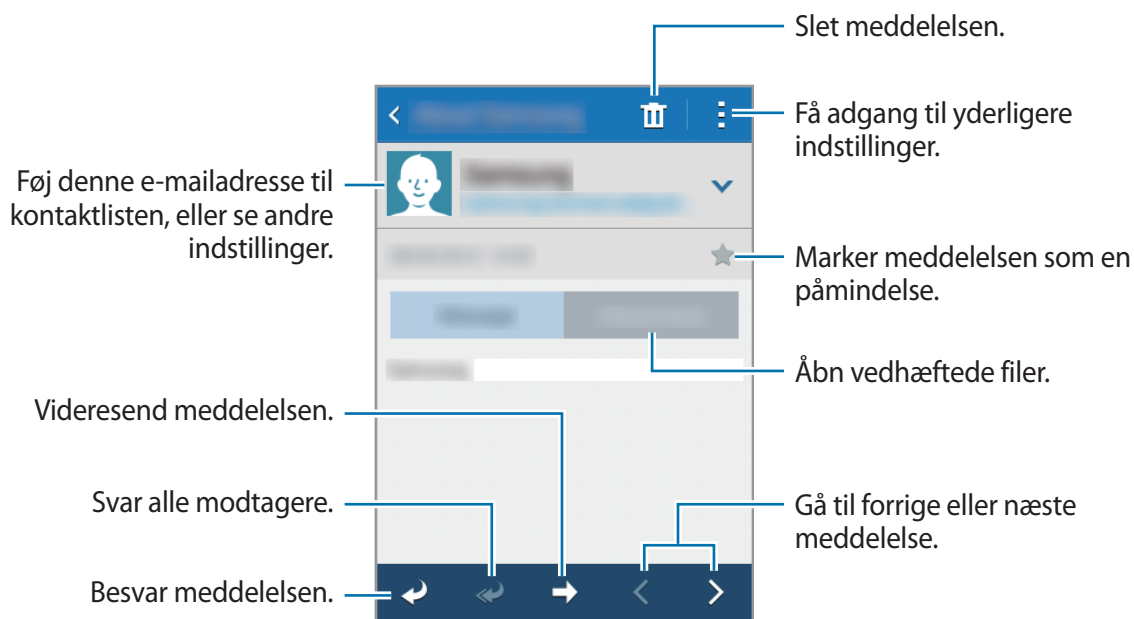 Slet meddelelsen.
Få adgang til yderligere
indstillinger.
Føj denne e-mailadresse til
kontaktlisten, eller se andre
indstillinger.
Marker meddelelsen som en
påmindelse.
Åbn vedhæftede filer.
Videresend meddelelsen.
Svar alle modtagere.
Gå til forrige eller næste
meddelelse.
Besvar meddelelsen.